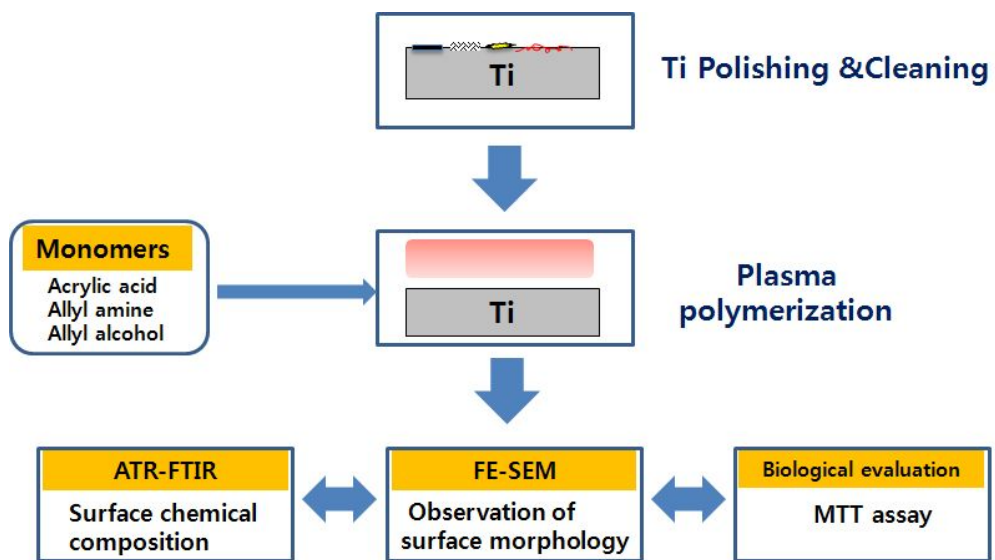 Ti
Ti Polishing &Cleaning
Monomers
Acrylic acid
Allyl amine
Allyl alcohol
Ti
Plasma
polymerization
ATR-FTIR
Surface chemical
composition
FE-SEM
Observation of
surface morphology
Biological evaluation
MTT assay